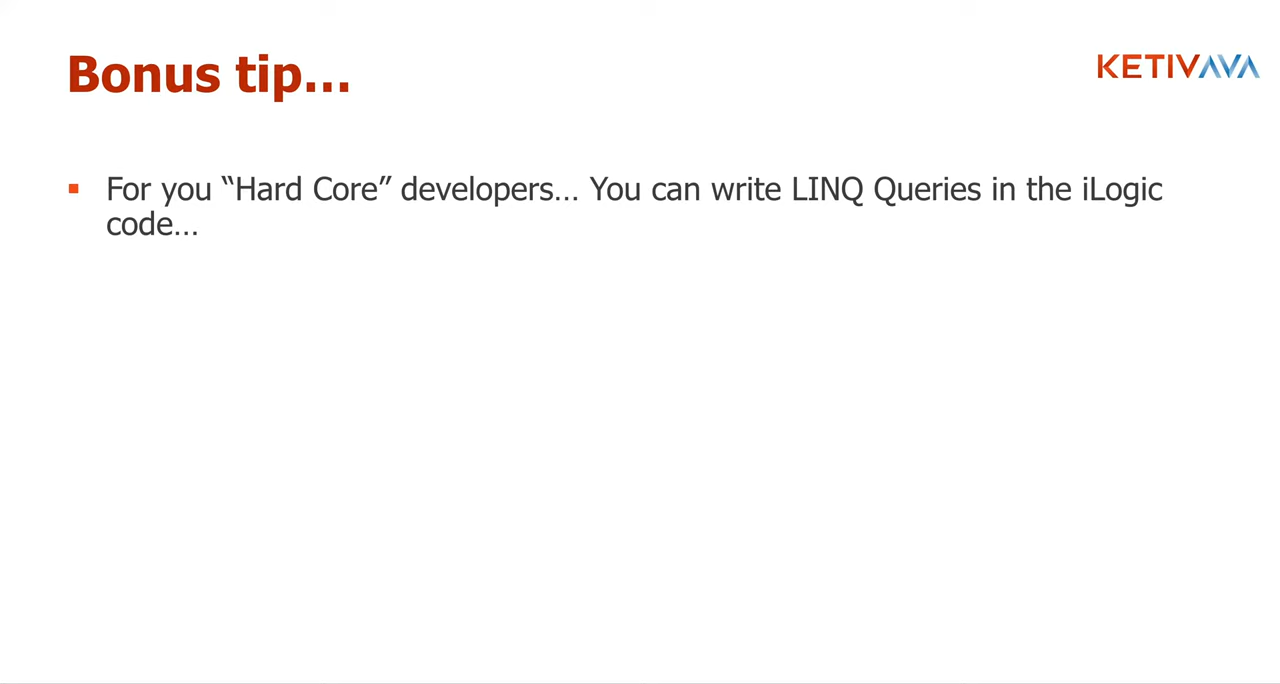 Bonus tip...
KETIVAVA
▪ For you “Hard Core” developers… You can write LINQ Queries in the iLogic
code…